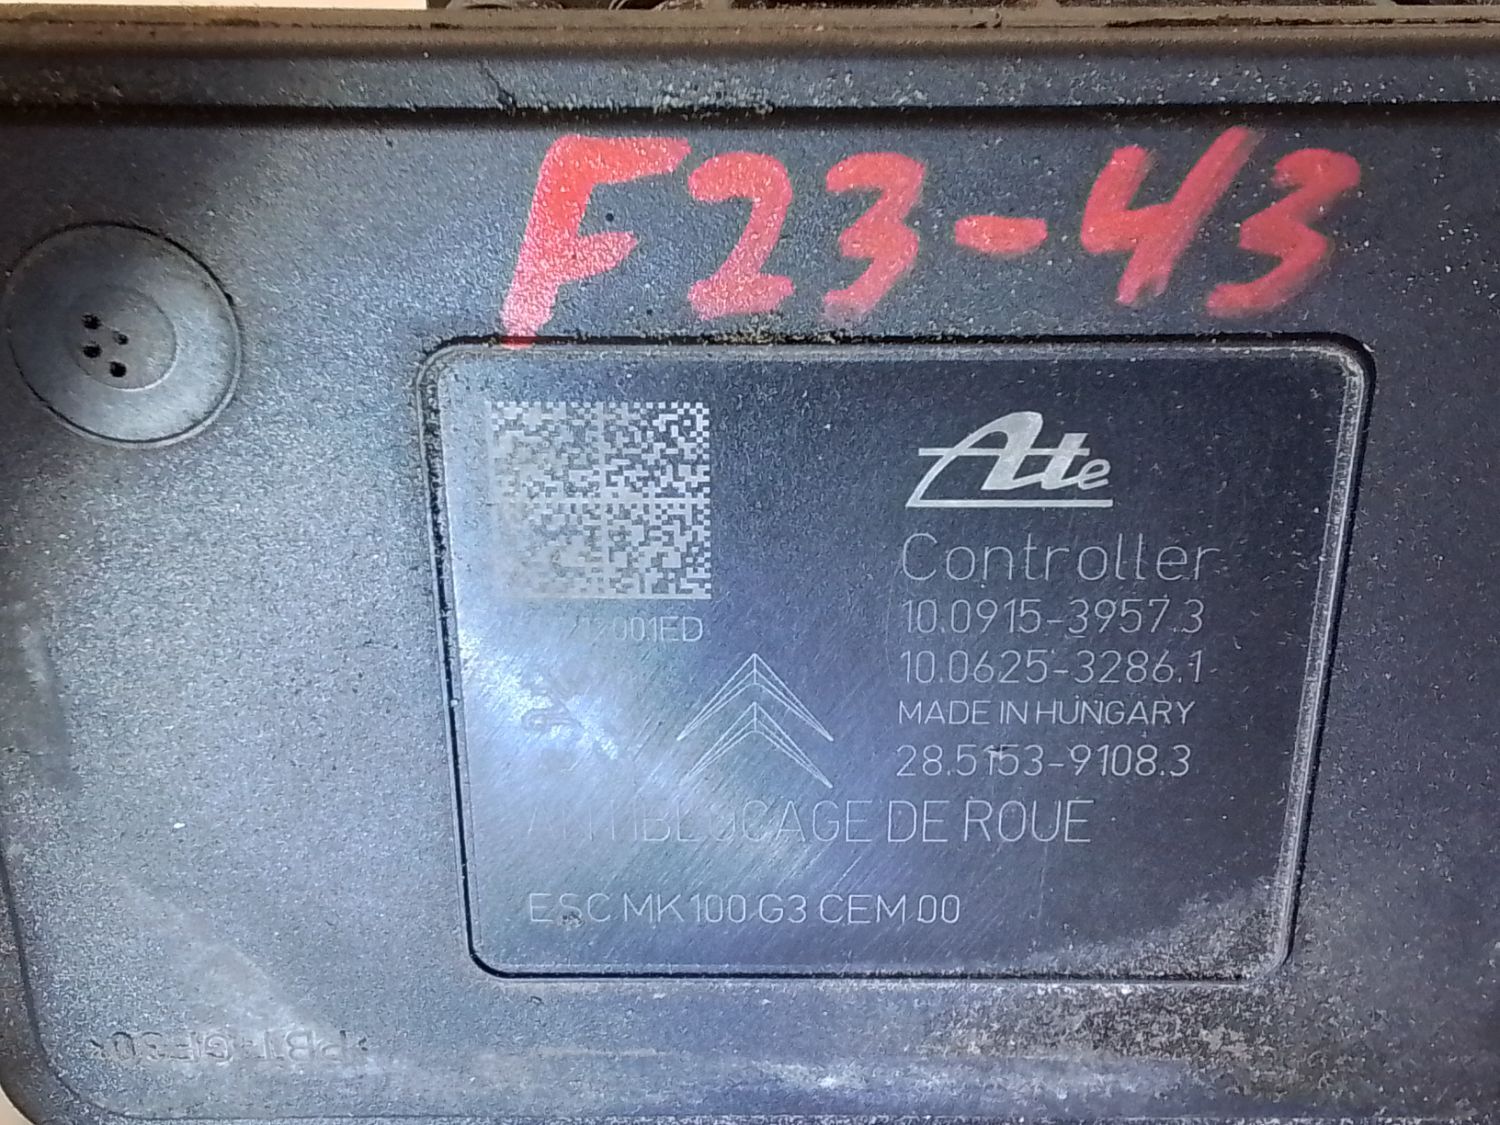 F23-43
Ate
Controller
10.0915-3957.3
10.0625-3286.1
MADE IN HUNGARY
28.5153-9108.3
001ED
ANTIBLOCAGE DE ROUE
ESC MK100 G3 CEM 00